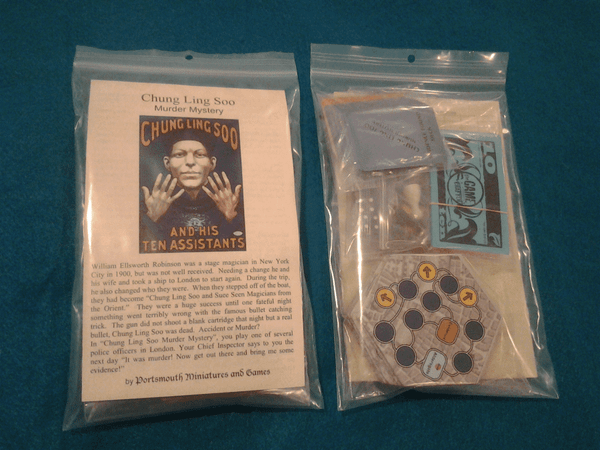 Chung Ling Soo
Murder Mystery
CHUNG LING SOO
AND HIS
TEN ASSISTANTS
William Ellsworth Robinson was a stage magician in New York
City in 1900, but was not well received. Needing a change he and
his wife and took a ship to London to start again. During the trip,
he also changed who they were. When they stepped off of the boat,
they had become "Chung Ling Soo and Suee Seen Magicians from
the Orient." They were a huge success until one fateful night
something went terribly wrong with the famous bullet catching
trick. The gun did not shoot a blank cartridge that night but a real
bullet, Chung Ling Soo was dead. Accident or Murder?
In "Chung Ling Soo Murder Mystery", you play one of several
police officers in London. Your Chief Inspector says to you the
next day "It was murder! Now get out there and bring me some
evidence!"
by Portsmouth Miniatures and Games
CHUNG LING SOO
10
GAME